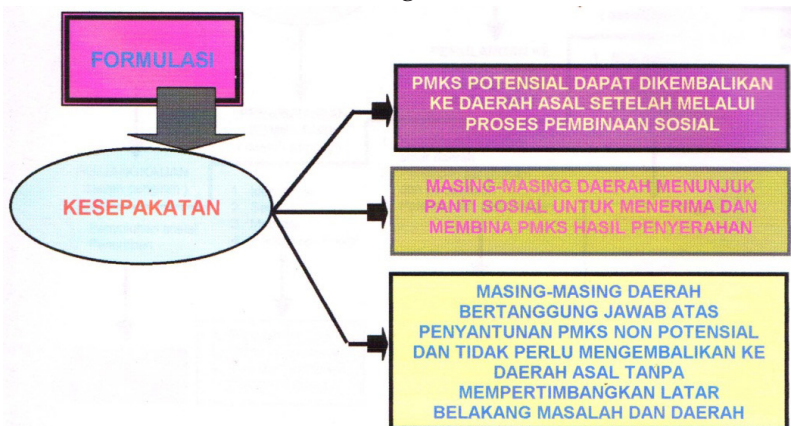 FORMULASI
KESEPAKATAN
PMKS POTENSIAL DAPAT DIKEMBALIKAN
KE DAERAH ASAL SETELAH MELALUI
PROSES PEMBINAAN SOSIAL
MASING-MASING DAERAH MENUNJUK
PANTI SOSIAL UNTUK MENERIMA DAN
MEMBINA PMKS HASIL PENYERAHAN
MASING-MASING DAERAH
BERTANGGUNG JAWAB ATAS
PENYANTUNAN PMKS NON POTENSIAL
DAN TIDAK PERLU MENGEMBALIKAN KE
DAERAH ASAL TANPA
MEMPERTIMBANGKAN LATAR
BELAKANG MASALAH DAN DAERAH